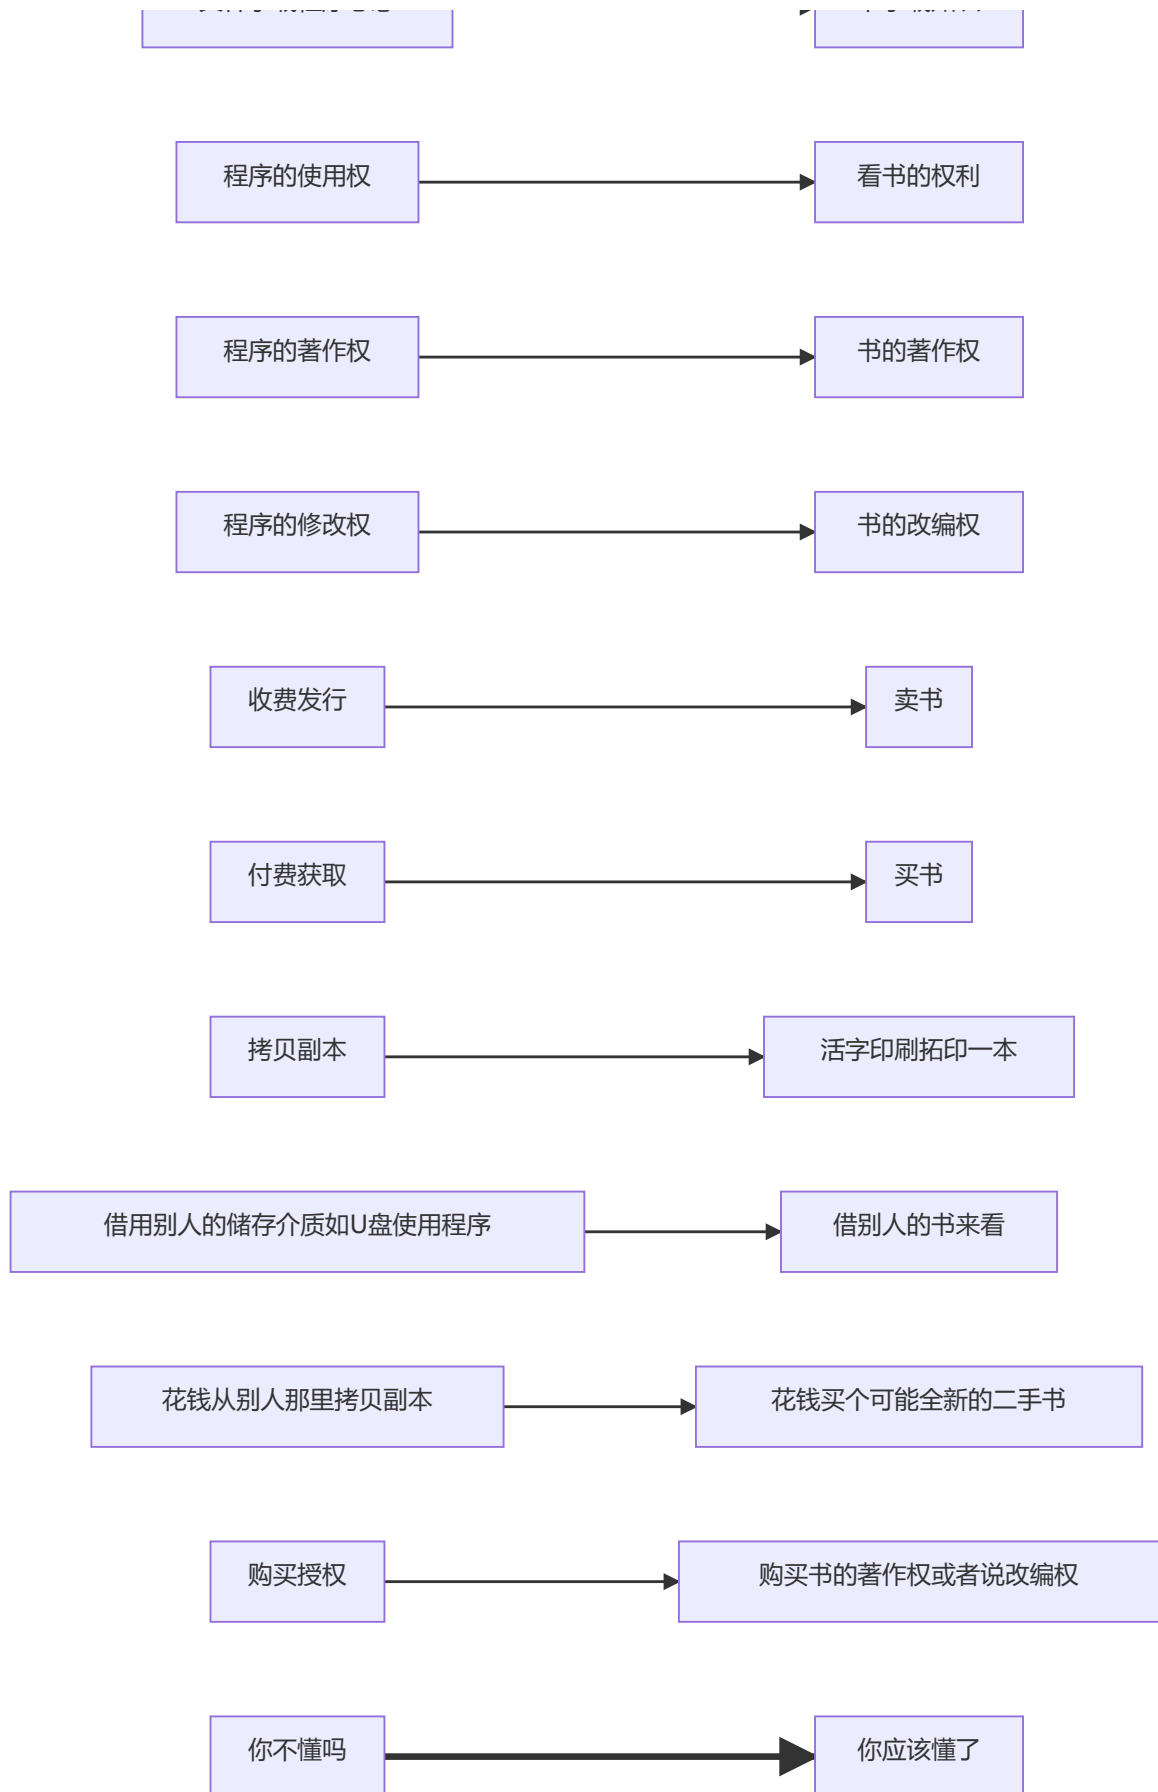 程序的使用权
看书的权利
程序的著作权
书的著作权
程序的修改权
书的改编权
收费发行
卖书
付费获取
买书
拷贝副本
活字印刷拓印一本
借用别人的储存介质如U盘使用程序
借别人的书来看
花钱从别人那里拷贝副本
花钱买个可能全新的二手书
购买授权
购买书的著作权或者说改编权
你不懂吗
你应该懂了